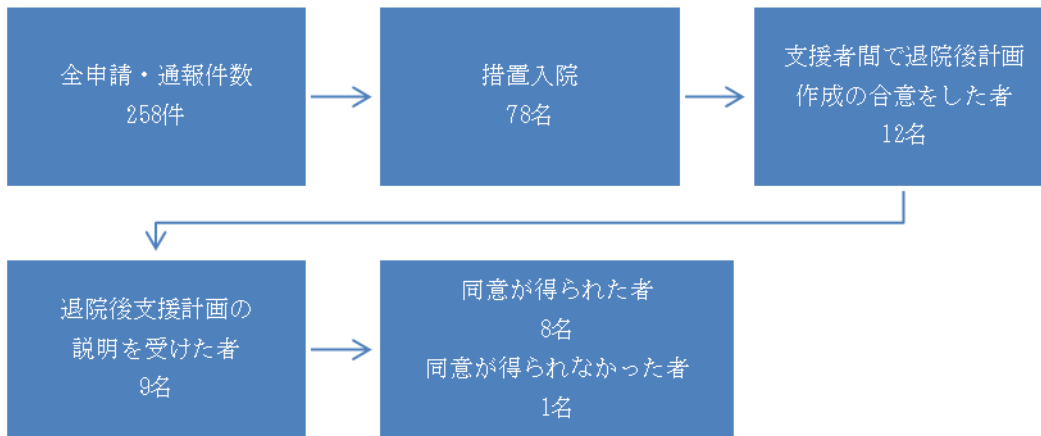 全申請・通報件数
258件
措置入院
78名
支援者間で退院後計画
作成の合意をした者
12名
退院後支援計画の
説明を受けた者
9名
同意が得られた者
8名
同意が得られなかった者
1名